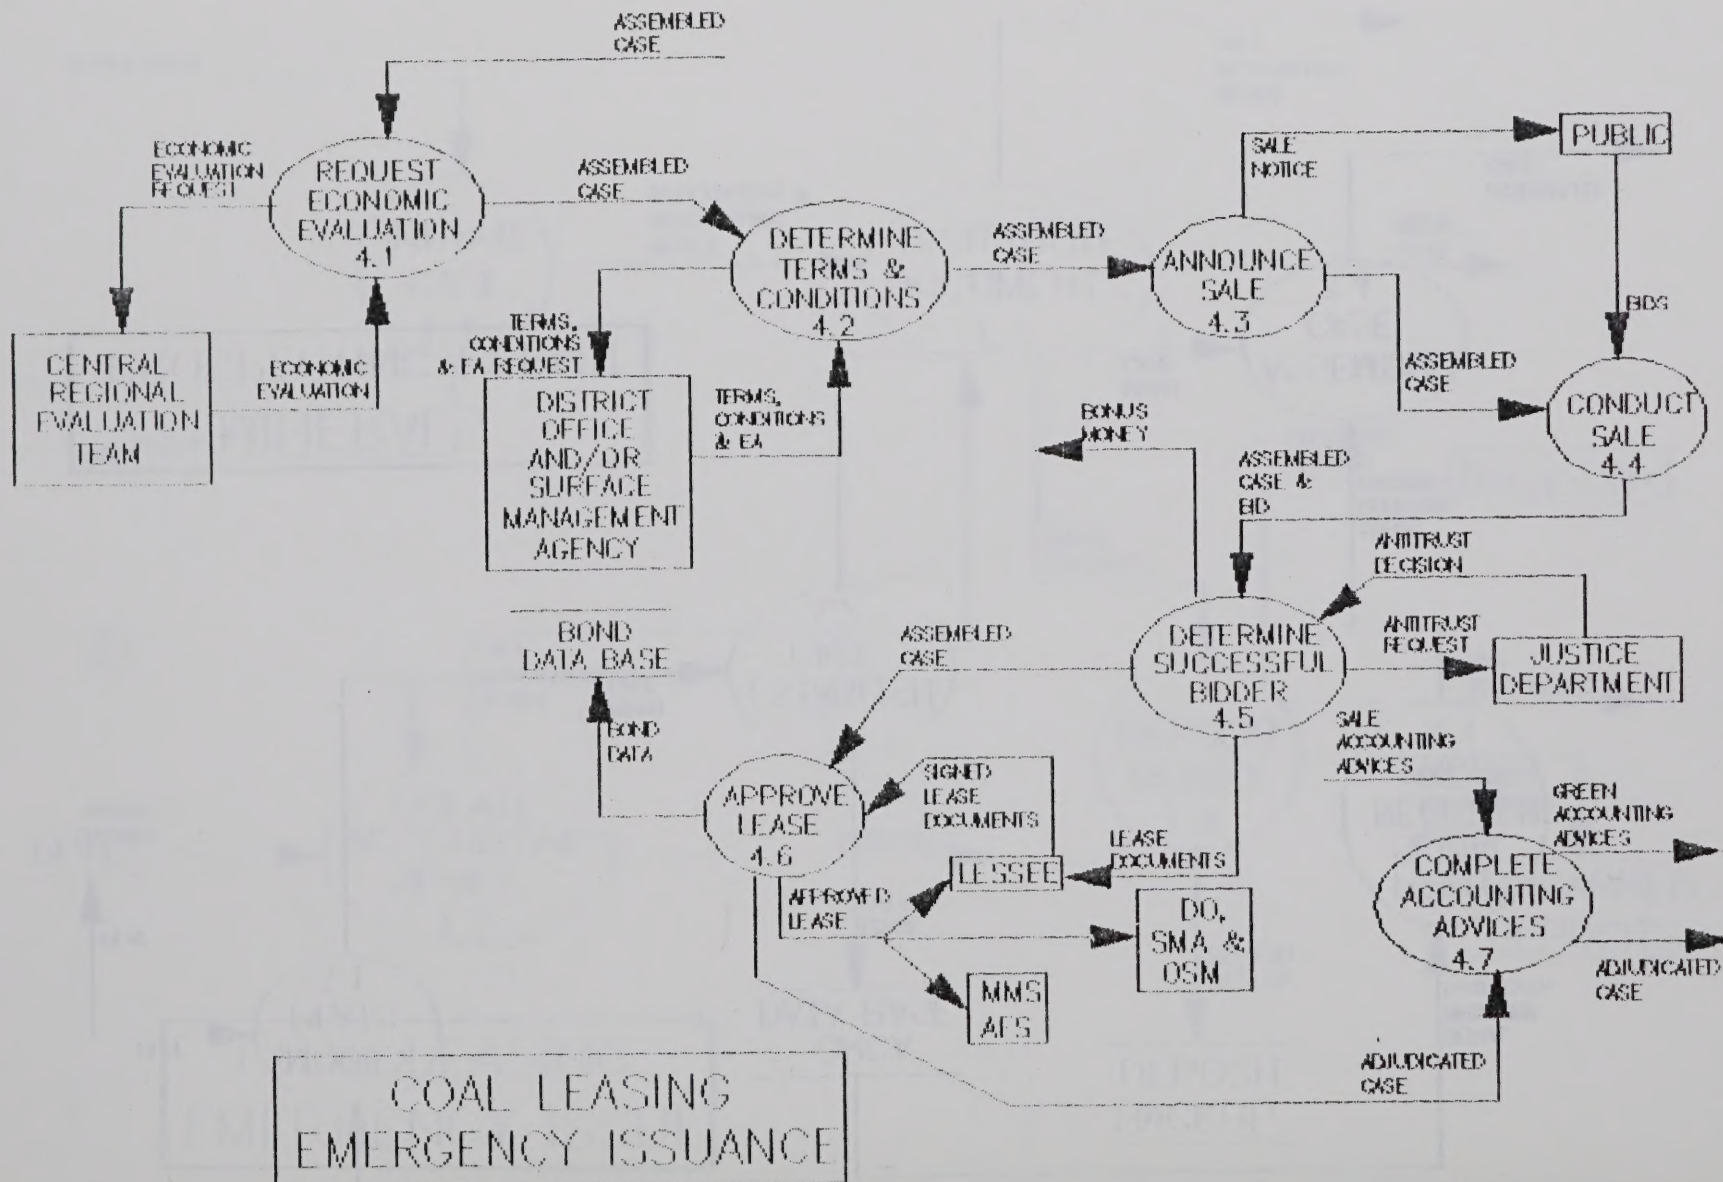 ASSEMBLED
CASE
ECONOMIC
EVALUATION
REQUEST
REQUEST
ECONOMIC
EVALUATION
4.1
ASSEMBLED
CASE
CENTRAL
REGIONAL
EVALUATION
TEAM
ECONOMIC
EVALUATION
TERMS,
CONDITIONS
& EA REQUEST
DETERMINE
TERMS &
CONDITIONS
4.2
DISTRICT
OFFICE
AND/OR
SURFACE
MANAGEMENT
AGENCY
TERMS,
CONDITIONS
& EA
ASSEMBLED
CASE
ANNOUNCE
SALE
4.3
SALE
NOTICE
PUBLIC
BIDS
ASSEMBLED
CASE
CONDUCT
SALE
4.4
BONUS
MONEY
ASSEMBLED
CASE &
BID
ANTITRUST
DECISION
DETERMINE
SUCCESSFUL
BIDDER
4.5
ANTITRUST
REQUEST
JUSTICE
DEPARTMENT
ASSEMBLED
CASE
BOND
DATA BASE
BOND
DATA
APPROVE
LEASE
4.6
SIGNED
LEASE
DOCUMENTS
LESSEE
LEASE
DOCUMENTS
APPROVED
LEASE
DO,
SMA &
OSM
MMS
AFS
SALE
ACCOUNTING
ADVICES
GREEN
ACCOUNTING
ADVICES
COMPLETE
ACCOUNTING
ADVICES
4.7
ADJUDICATED
CASE
ADJUDICATED
CASE
COAL LEASING
EMERGENCY ISSUANCE